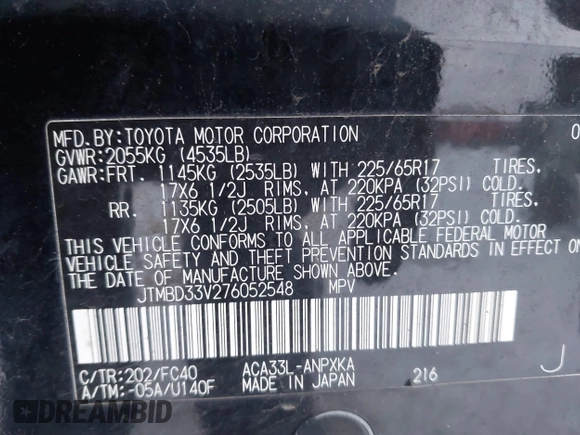 MFD.BY:TOYOTA MOTOR CORPORATION 0
GVWR:2055KG (4535LB)
GAWR:FRT. 1145KG (2535LB) WITH 225/65R17 TIRES,
17X6 1/2J RIMS, AT 220KPA (32PSI) COLD.
RR. 1135KG (2505LB) WITH 225/65R17 TIRES,
17X6 1/2J RIMS, AT 220KPA (32PSI) COLD.
THIS VEHICLE CONFORMS TO ALL APPLICABLE FEDERAL MOTOR
VEHICLE SAFETY AND THEFT PREVENTION STANDARDS IN EFFECT ON
THE DATE OF MANUFACTURE SHOWN ABOVE.
JTMBD33V276052548 MPV
C/TR:202/FC40 ACA33L-ANPXKA
A/TM:-05A/U140F MADE IN JAPAN 216 J
DREAMBID